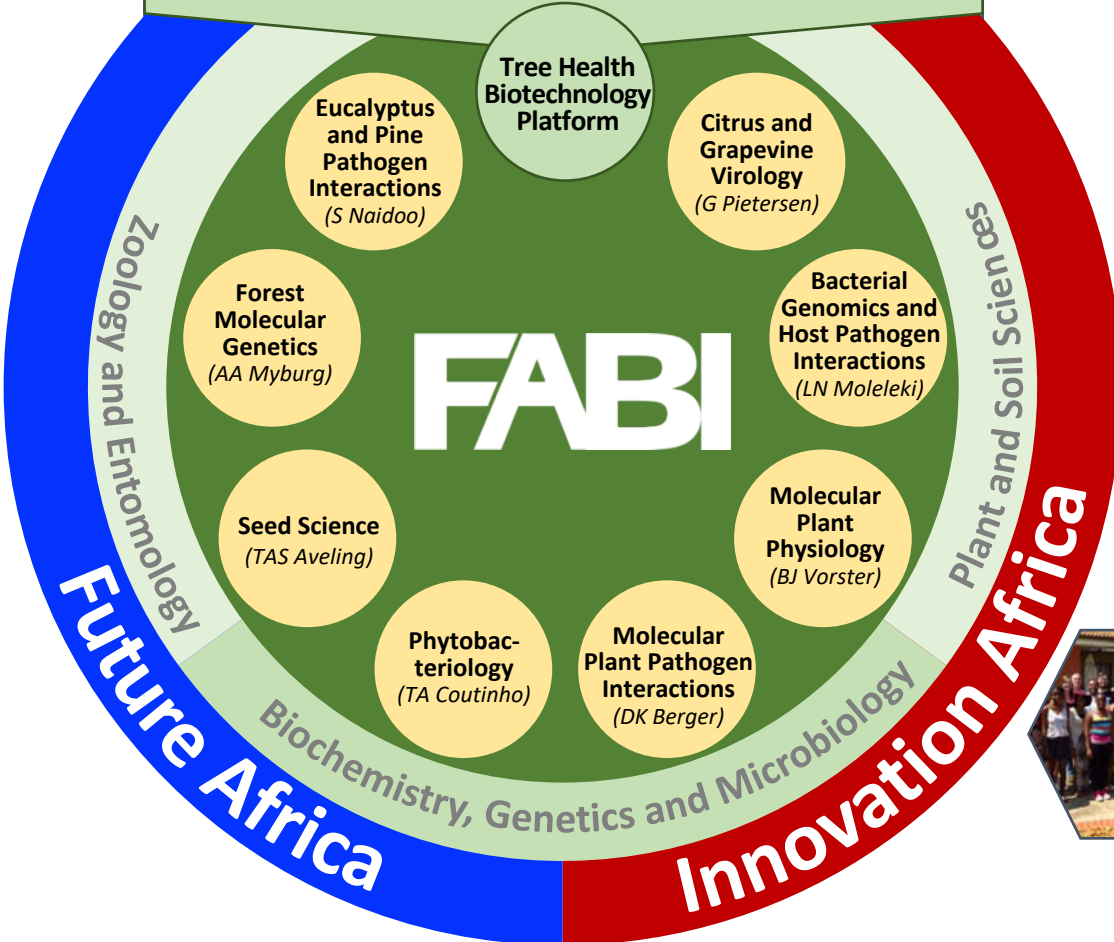 Tree Health
Biotechnology
Platform
Eucalyptus
and Pine
Pathogen
Interactions
(S Naidoo)
Citrus and
Grapevine
Virology
(G Pietersen)
Forest
Molecular
Genetics
(AA Myburg)
Bacterial
Genomics and
Host Pathogen
Interactions
(LN Moleleki)
FABI
Seed Science
(TAS Aveling)
Molecular
Plant
Physiology
(BJ Vorster)
Phytobac-
teriology
(TA Coutinho)
Molecular
Plant Pathogen
Interactions
(DK Berger)
Zoology and Entomology
Biochemistry, Genetics and Microbiology
Plant and Soil Sciences
Future Africa
Innovation Africa